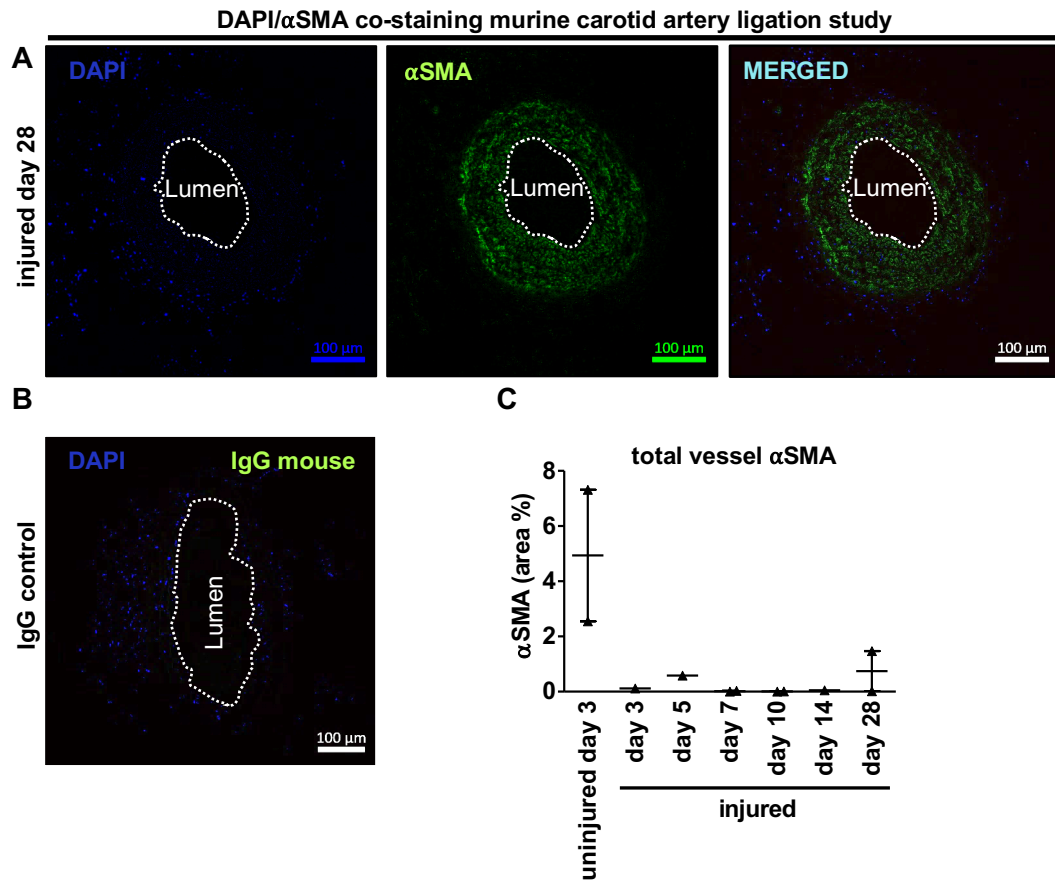 DAPI/αSMA co-staining murine carotid artery ligation study
A
injured day 28
DAPI
Lumen
100 µm
αSMA
Lumen
100 µm
MERGED
Lumen
100 µm
B
IgG control
DAPI
IgG mouse
Lumen
100 µm
C
total vessel αSMA
αSMA (area %)
8
6
4
2
0
uninjured day 3
day 3
day 5
day 7
day 10
day 14
day 28
injured